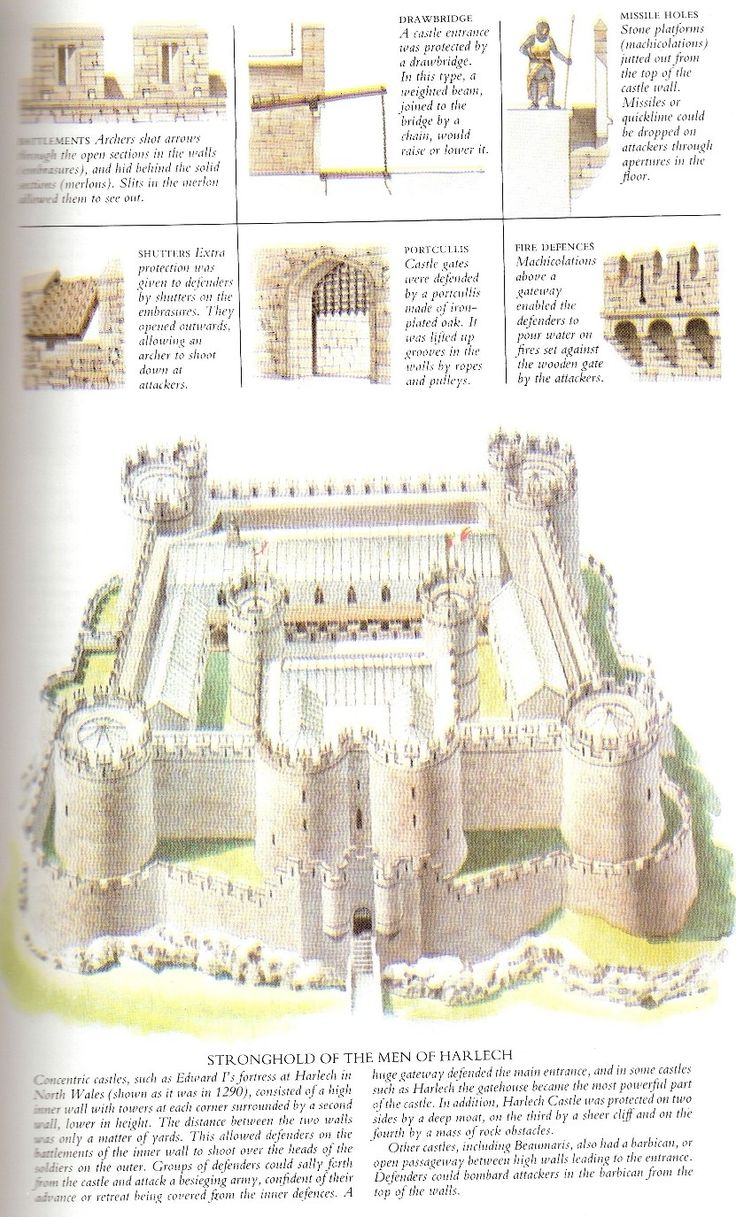 BATTLEMENTS Archers shot arrows
through the open sections in the walls
(embrasures), and hid behind the solid
sections (merlons). Slits in the merlon
allowed them to see out.
DRAWBRIDGE
A castle entrance
was protected by
a drawbridge.
In this type, a
weighted beam,
joined to the
bridge by a
chain, would
raise or lower it.
MISSILE HOLES
Stone platforms
(machicolations)
jutted out from
the top of the
castle wall.
Missiles or
quicklime could
be dropped on
attackers through
apertures in the
floor.
SHUTTERS Extra
protection was
given to defenders
by shutters on the
embrasures. They
opened outwards,
allowing an
archer to shoot
down at
attackers.
PORTCULLIS
Castle gates
were defended
by a portcullis
made of iron-
plated oak. It
was lifted up
grooves in the
walls by ropes
and pulleys.
FIRE DEFENCES
Machicolations
above a
gateway
enabled the
defenders to
pour water on
fires set against
the wooden gate
by the attackers.
STRONGHOLD OF THE MEN OF HARLECH
Concentric castles, such as Edward I's fortress at Harlech in
North Wales (shown as it was in 1290), consisted of a high
inner wall with towers at each corner surrounded by a second
wall, lower in height. The distance between the two walls
was only a matter of yards. This allowed defenders on the
battlements of the inner wall to shoot over the heads of the
soldiers on the outer. Groups of defenders could sally forth
from the castle and attack a besieging army, confident of their
advance or retreat being covered from the inner defences. A
huge gateway defended the main entrance, and in some castles
such as Harlech the gatehouse became the most powerful part
of the castle. In addition, Harlech Castle was protected on two
sides by a deep moat, on the third by a sheer cliff and on the
fourth by a mass of rock obstacles.
Other castles, including Beaumaris, also had a barbican, or
open passageway between high walls leading to the entrance.
Defenders could bombard attackers in the barbican from the
top of the walls.